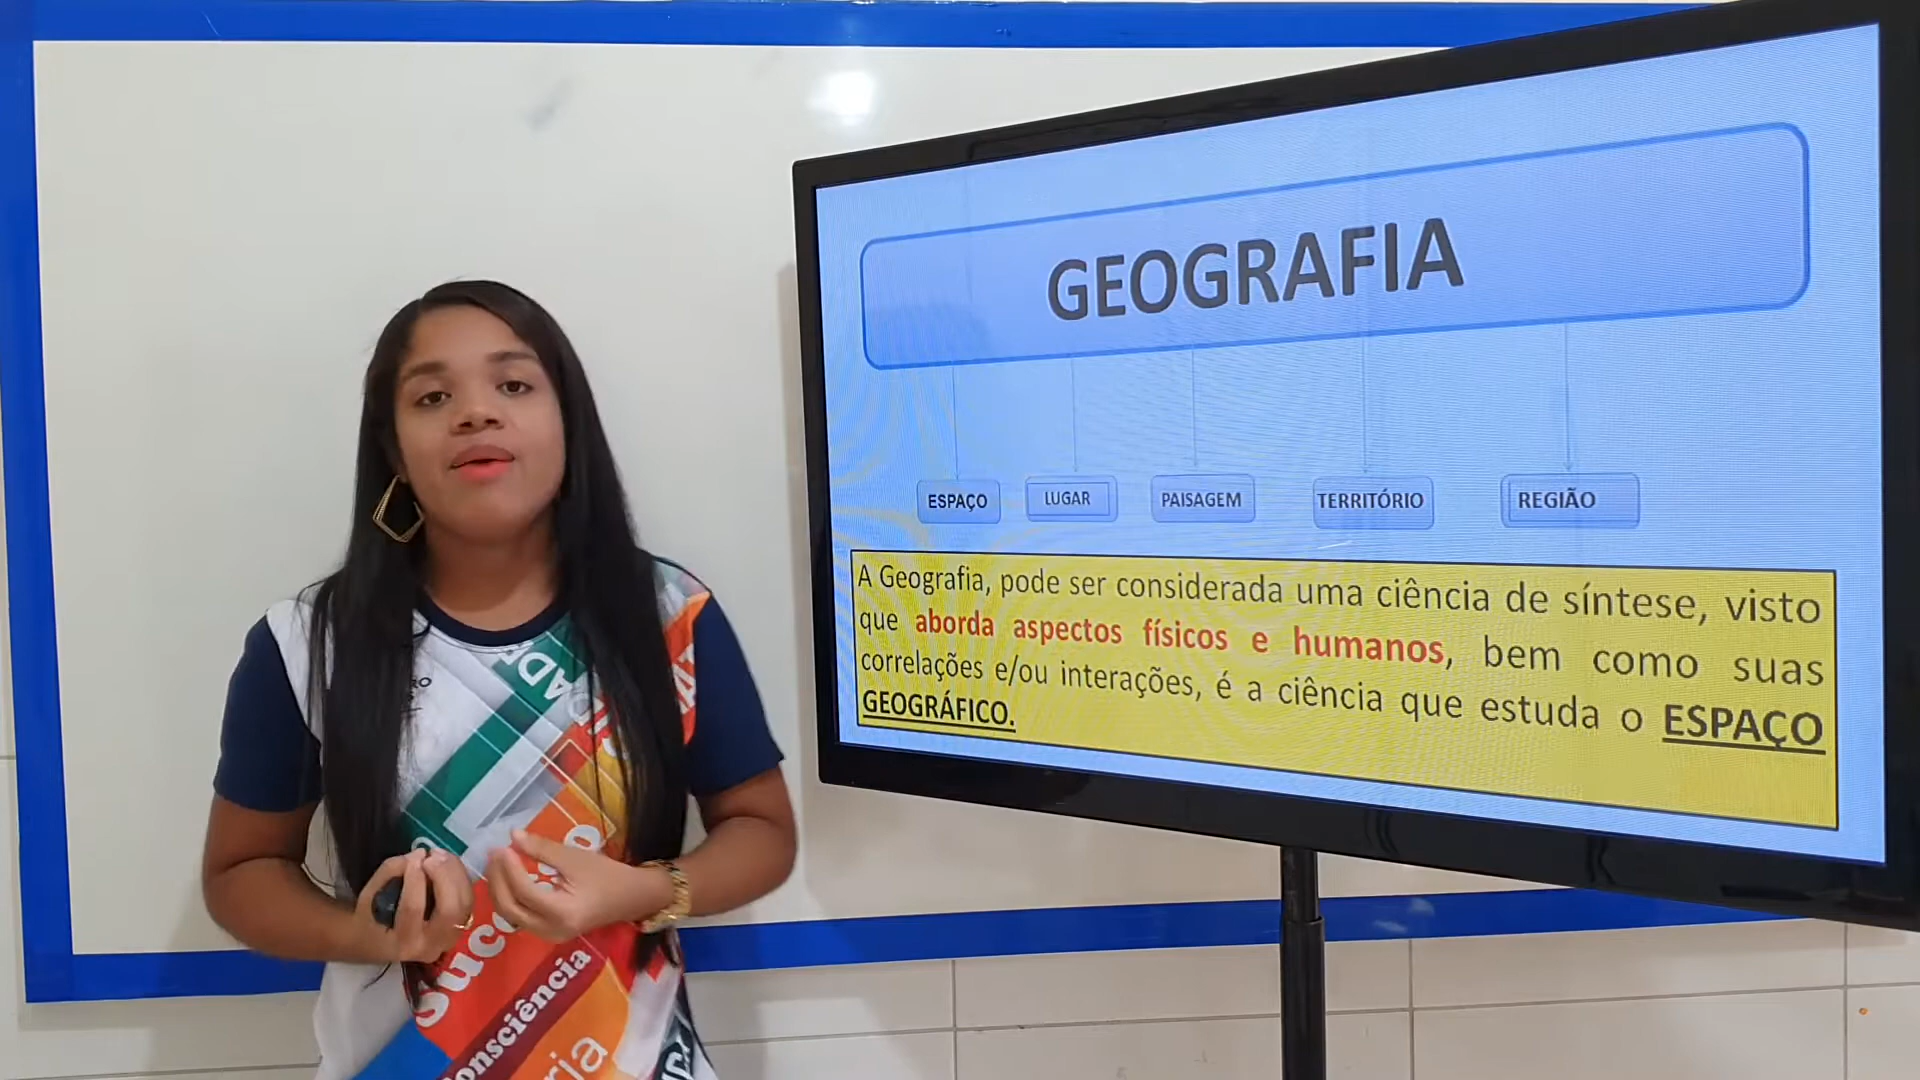 GEOGRAFIA
ESPAÇO LUGAR PAISAGEM TERRITÓRIO REGIÃO
A Geografia, pode ser considerada uma ciência de síntese, visto
que aborda aspectos físicos e humanos, bem como suas
correlações e/ou interações, é a ciência que estuda o ESPAÇO
GEOGRÁFICO.